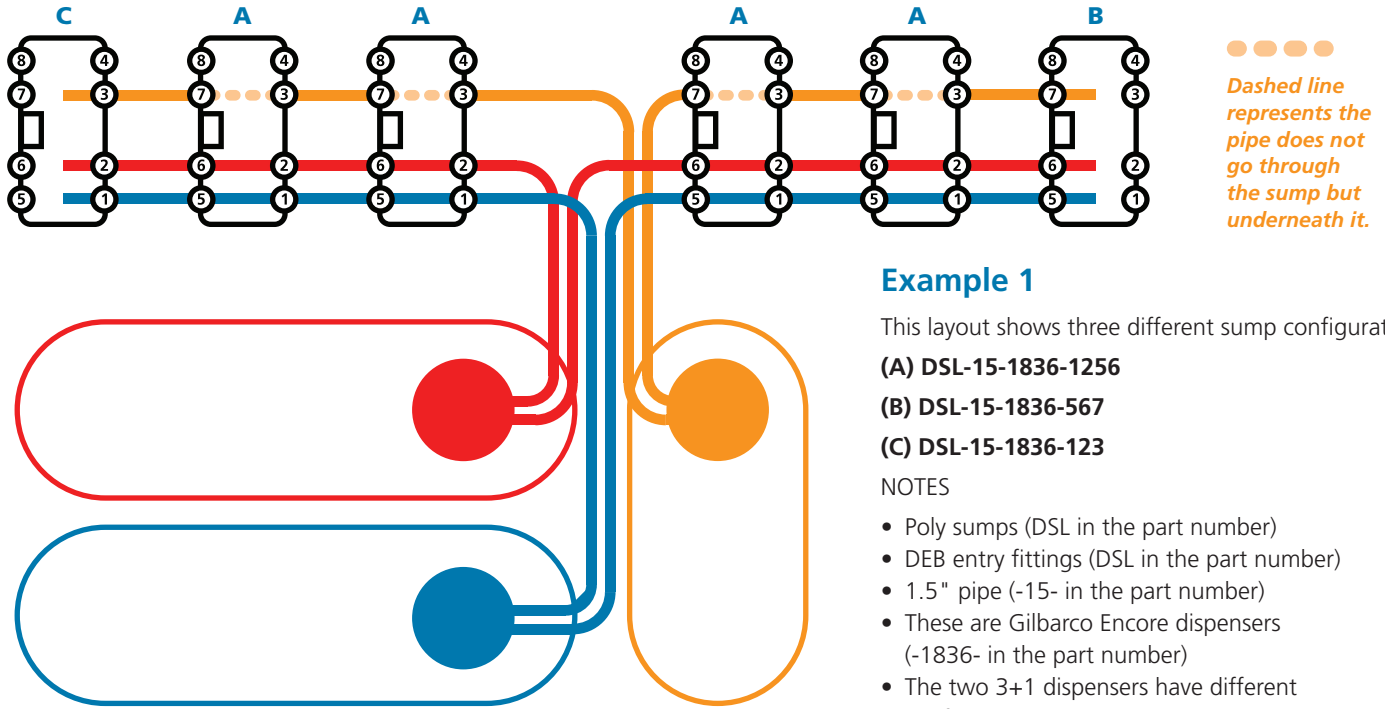 C A A A A B
8 4 8 4 8 4 8 4 8 4 8 4
7 3 7 3 7 3 7 3 7 3 7 3
6 2 6 2 6 2 6 2 6 2 6 2
5 1 5 1 5 1 5 1 5 1 5 1
Dashed line
represents the
pipe does not
go through
the sump but
underneath it.
Example 1
This layout shows three different sump configurat
(A) DSL-15-1836-1256
(B) DSL-15-1836-567
(C) DSL-15-1836-123
NOTES
• Poly sumps (DSL in the part number)
• DEB entry fittings (DSL in the part number)
• 1.5" pipe (-15- in the part number)
• These are Gilbarco Encore dispensers
(-1836- in the part number)
• The two 3+1 dispensers have different